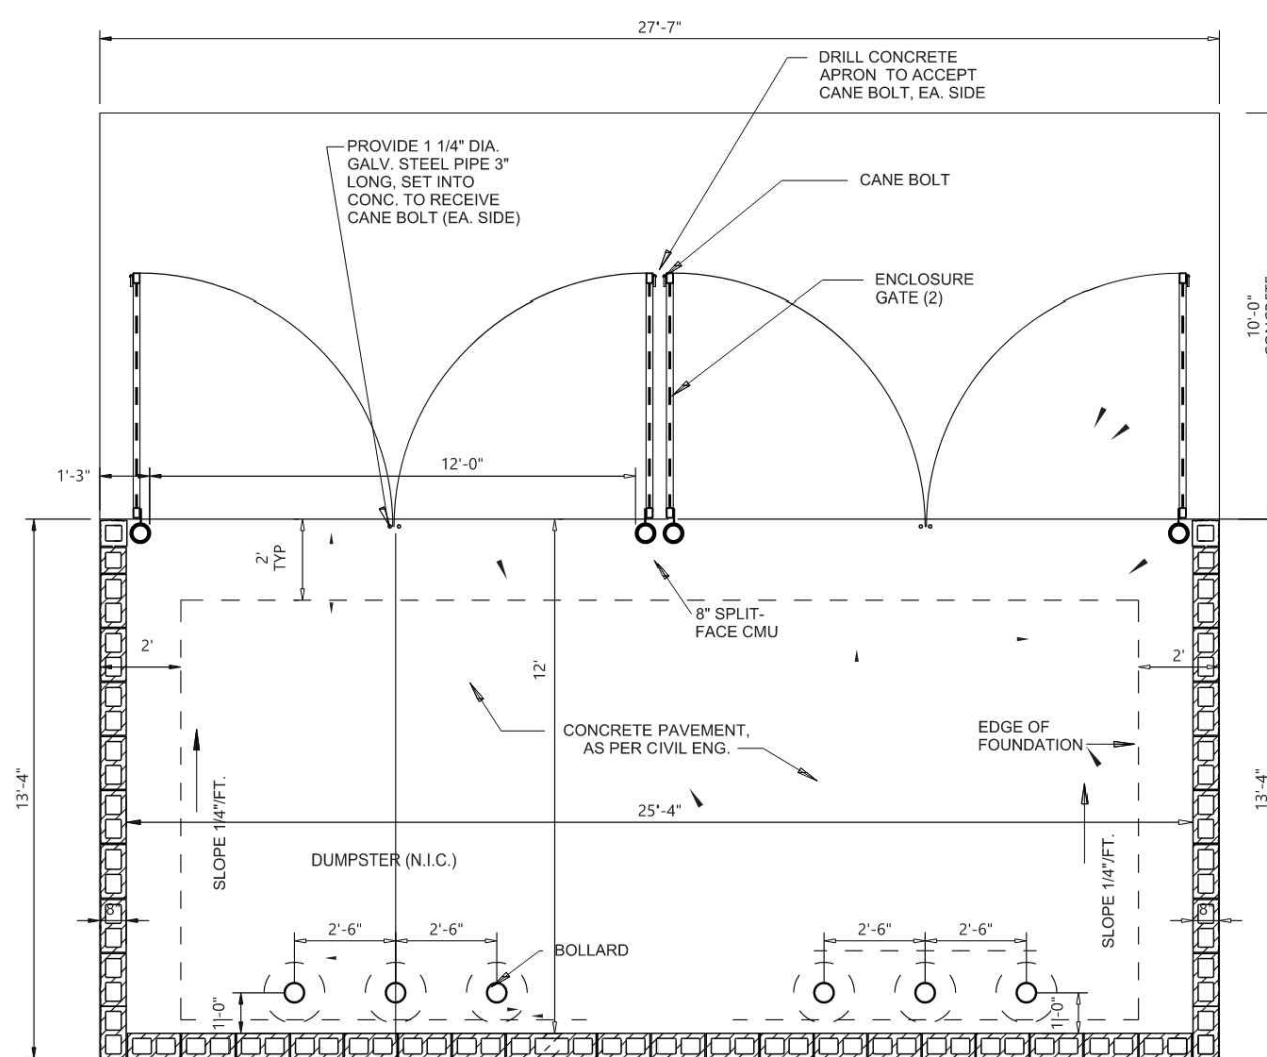 27'-7"
DRILL CONCRETE
APRON TO ACCEPT
CANE BOLT, EA. SIDE
PROVIDE 1 1/4" DIA.
GALV. STEEL PIPE 3"
LONG, SET INTO
CONC. TO RECEIVE
CANE BOLT (EA. SIDE)
CANE BOLT
ENCLOSURE
GATE (2)
10'-0"
1'-3"
12'-0"
2'
TYP
8" SPLIT-
FACE CMU
2'
12'
2'
CONCRETE PAVEMENT,
AS PER CIVIL ENG.
EDGE OF
FOUNDATION
13'-4"
13'-4"
25'-4"
SLOPE 1/4"/FT.
DUMPSTER (N.I.C.)
SLOPE 1/4"/FT.
8"
8"
2'-6"
2'-6"
2'-6"
2'-6"
BOLLARD
1'-0"
1'-0"